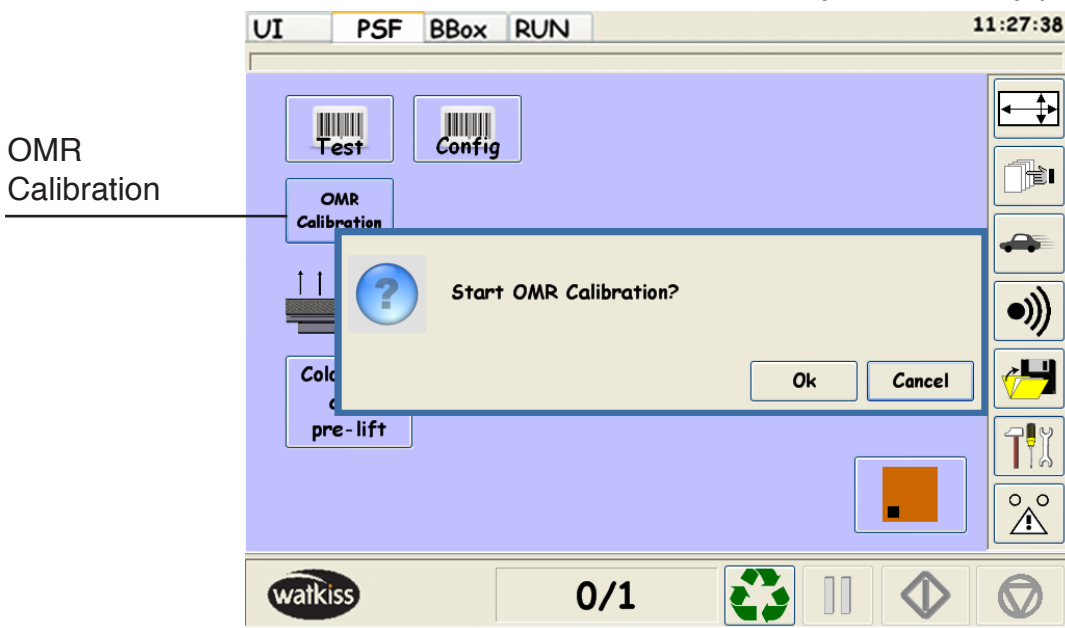 UI PSF BBox RUN 11:27:38
Test Config
OMR
Calibration
OMR
Calibration
?
Start OMR Calibration?
Ok Cancel
pre-lift
watkiss 0/1